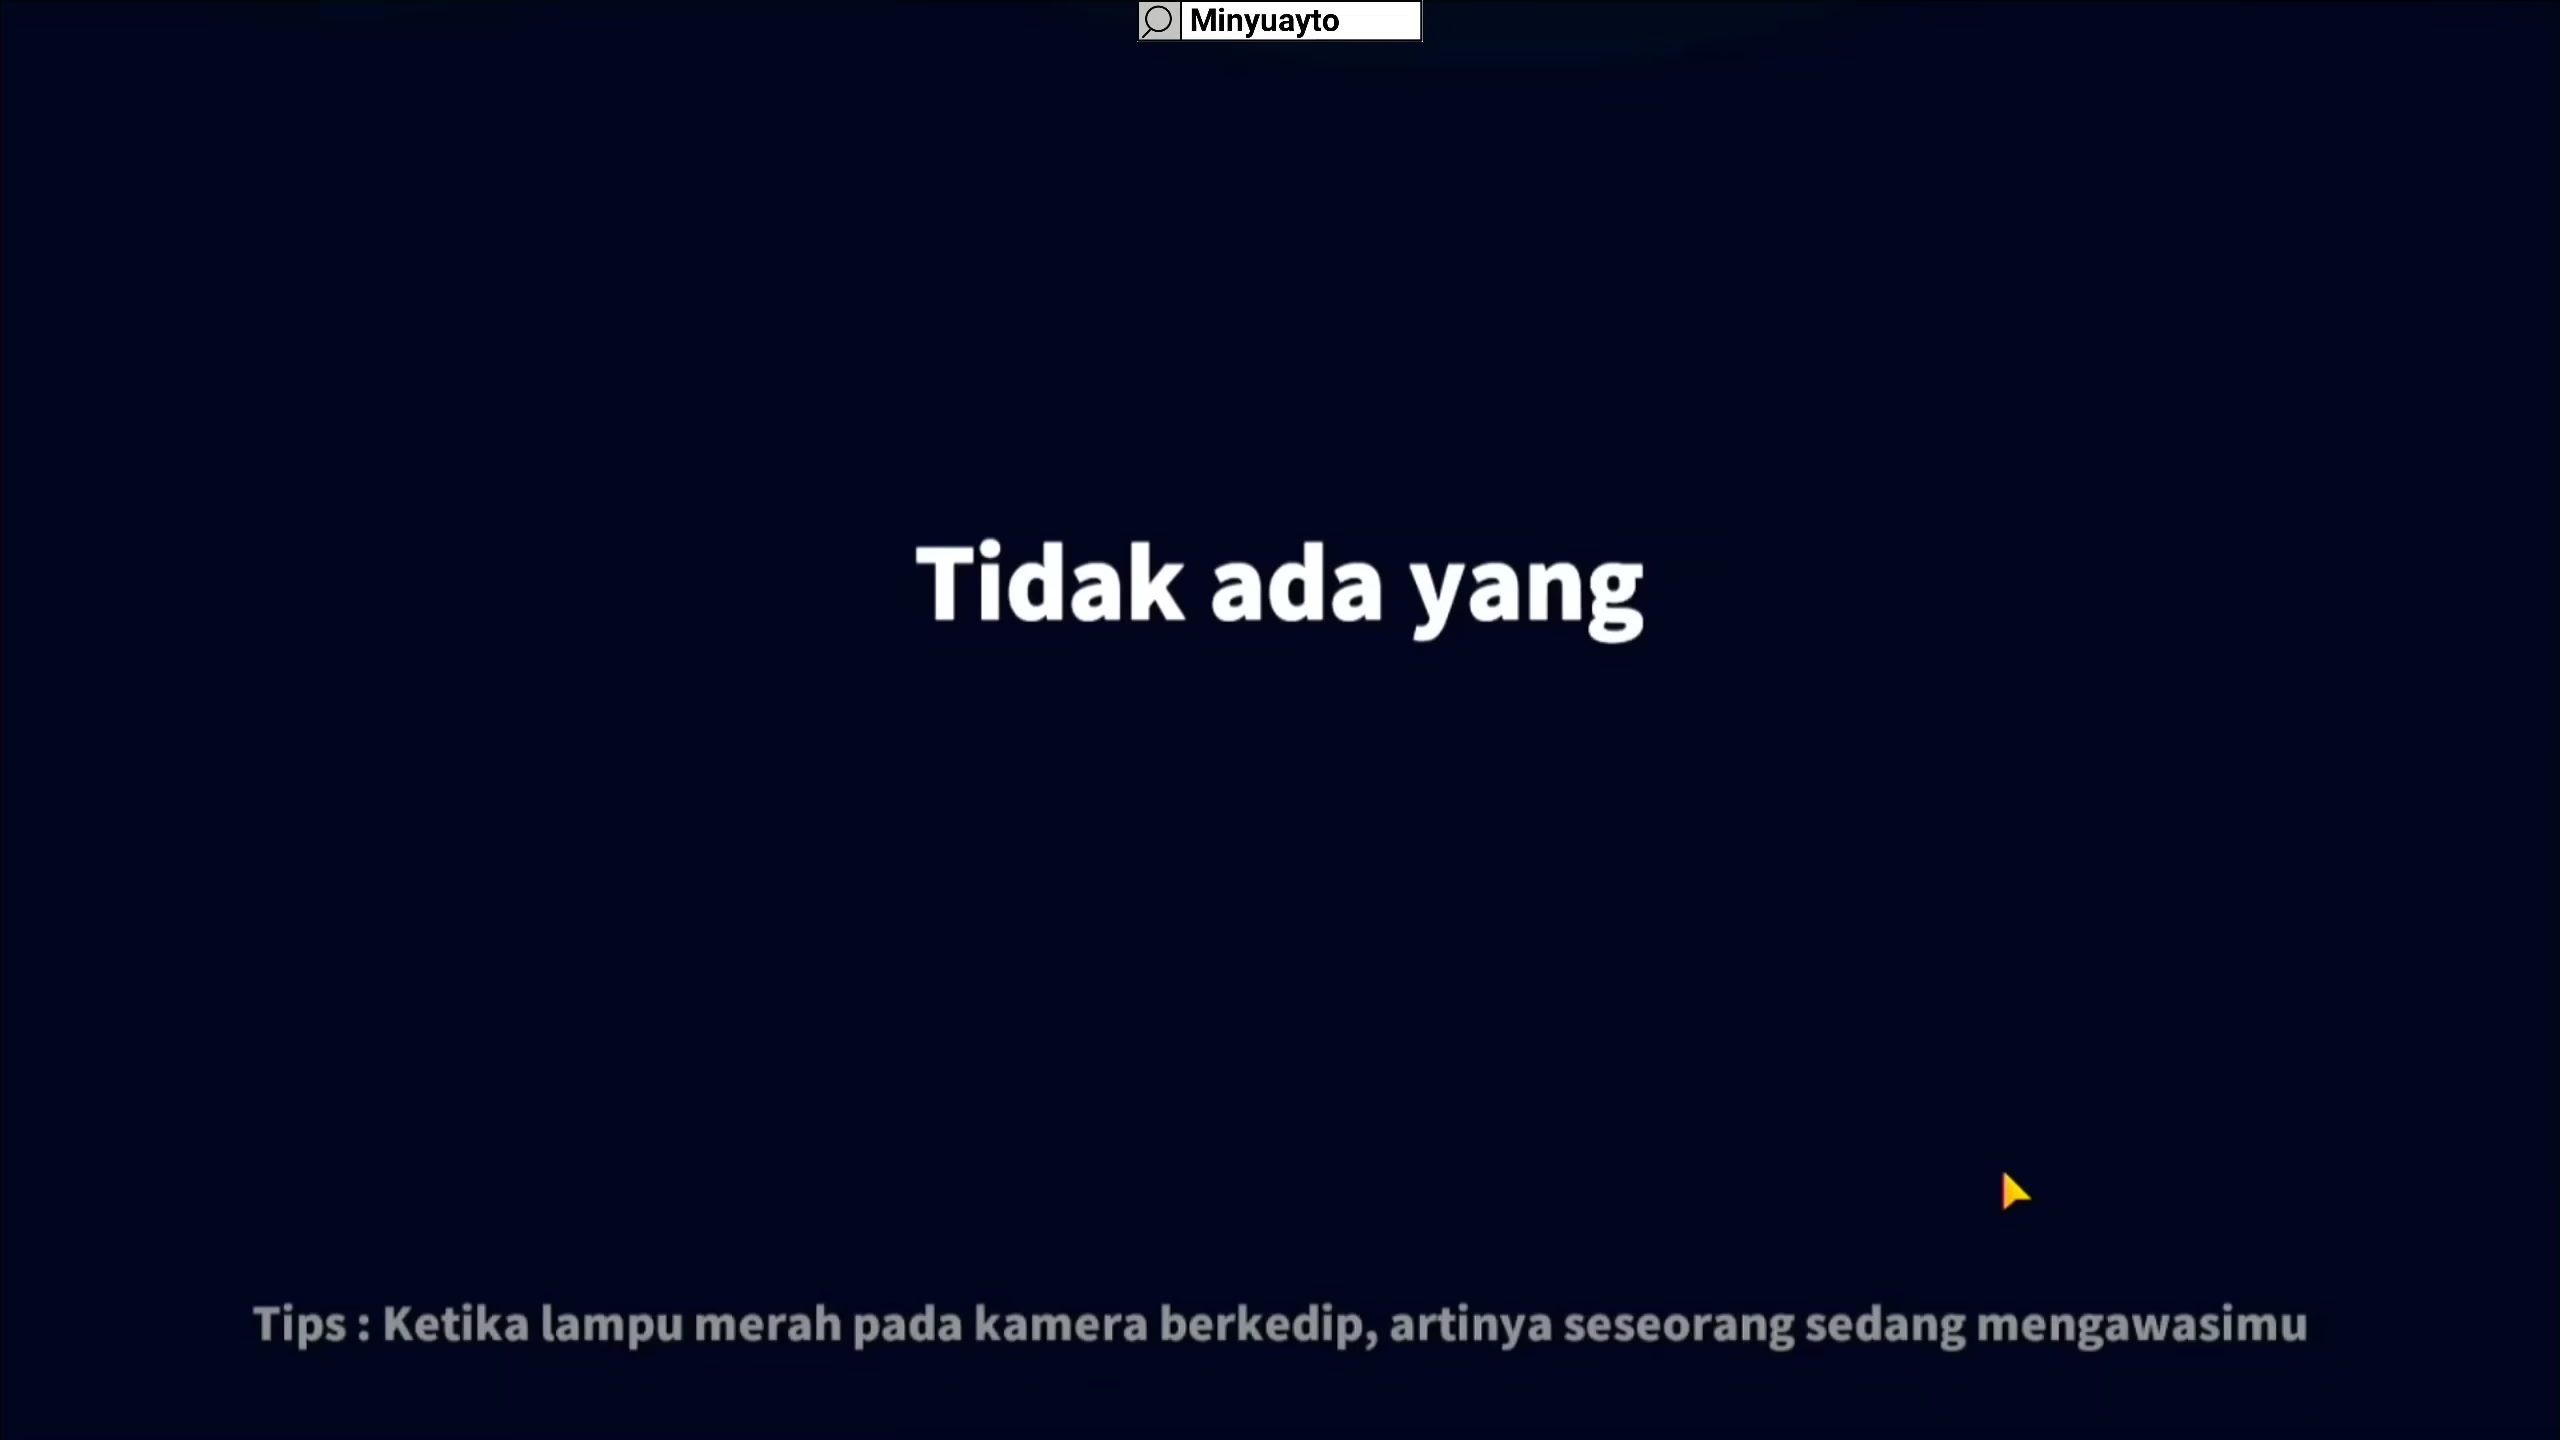 Minyuayto
Tidak ada yang
Tips : Ketika lampu merah pada kamera berkedip, artinya seseorang sedang mengawasimu